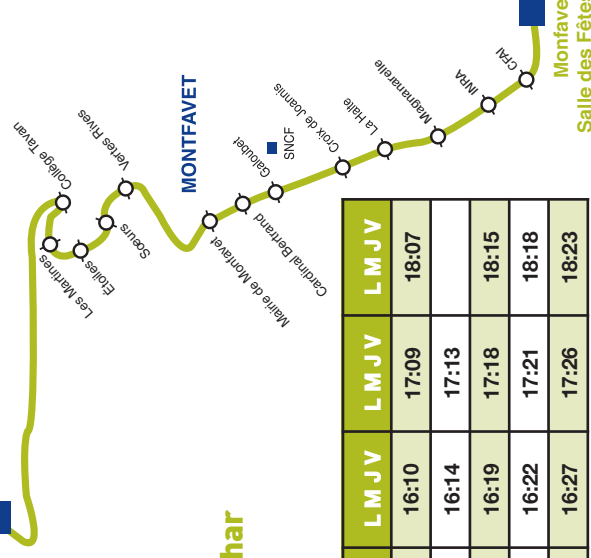 Collège Tavan
Les Martines
Étoiles
Sœurs
Vertes Rives
MONTFAVET
Mairie de Montfavet
Cardinal Bertrand
Galoubet
SNCF
Croix de Joannis
La Halle
Magnanarelle
INRA
CFAI
Monfave
Salle des Fêtes
har
L M J V L M J V L M J V
16:10 17:09 18:07
16:14 17:13
16:19 17:18 18:15
16:22 17:21 18:18
16:27 17:26 18:23